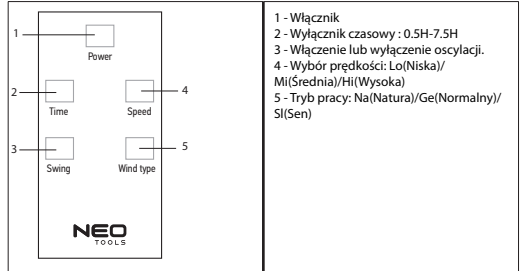 1
Power
2
4
Time
Speed
3
5
Swing
Wind type
NEO
TOOLS
1 - Włącznik
2 - Wyłącznik czasowy : 0.5H-7.5H
3 - Włączenie lub wyłączenie oscylacji.
4 - Wybór prędkości: Lo(Niska)/
Mi(Średnia)/Hi(Wysoka)
5 - Tryb pracy: Na(Natura)/Ge(Normalny)/
Sl(Sen)